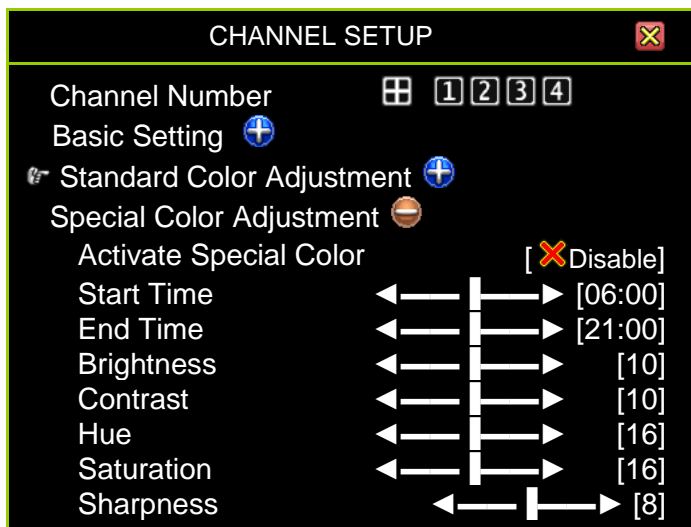 CHANNEL SETUP
Channel Number 1 2 3 4
Basic Setting
Standard Color Adjustment
Special Color Adjustment
Activate Special Color [Disable]
Start Time [06:00]
End Time [21:00]
Brightness [10]
Contrast [10]
Hue [16]
Saturation [16]
Sharpness [8]